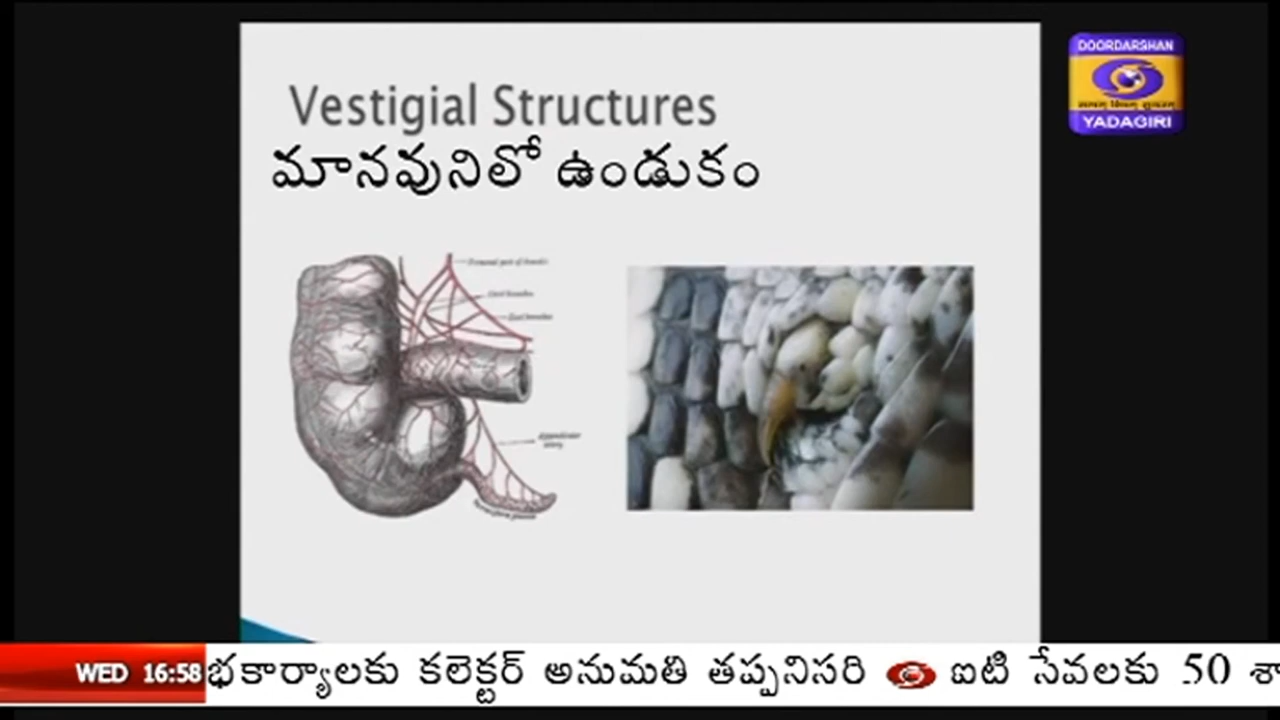 DOORDARSHAN
YADAGIRI
Vestigial Structures
మానవునిలో ఉండుకం
WED 16:58
భకార్యాలకు కలెక్టర్ అనుమతి తప్పనిసరి ఐటి సేవలకు 50 శా